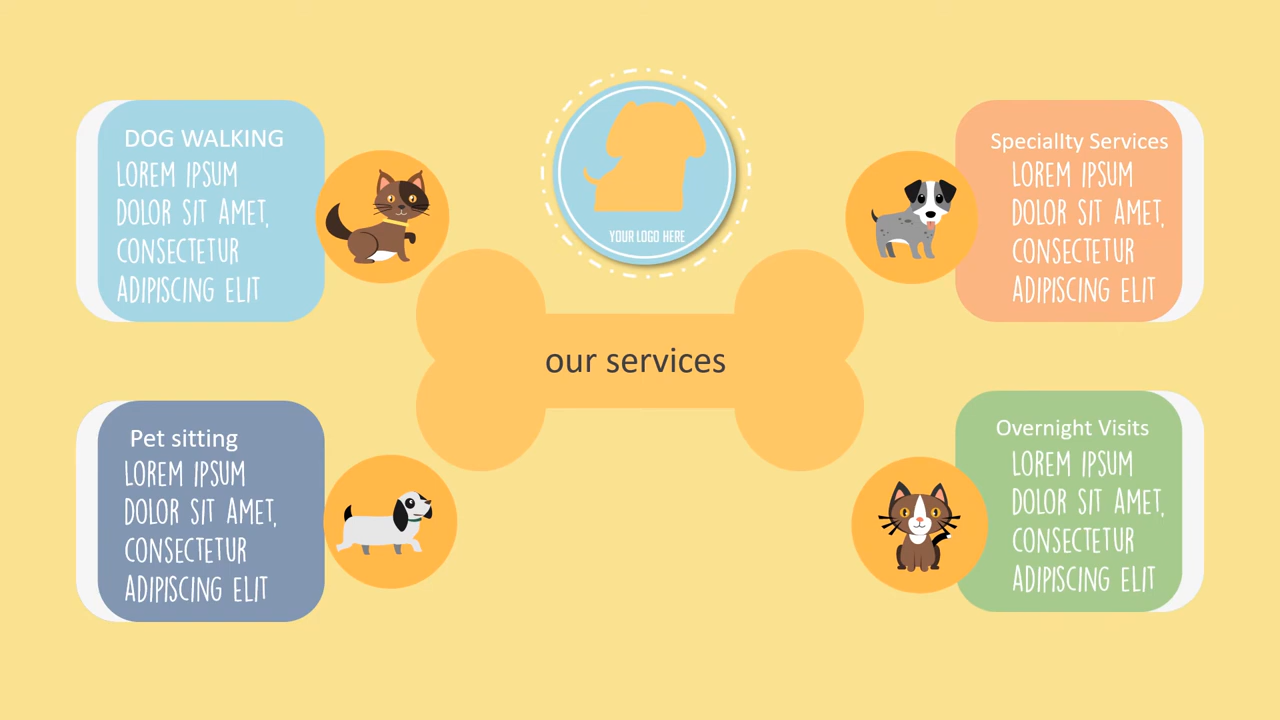 YOUR LOGO HERE
DOG WALKING
LOREM IPSUM
DOLOR SIT AMET,
CONSECTETUR
ADIPISCING ELIT
Speciallty Services
LOREM IPSUM
DOLOR SIT AMET,
CONSECTETUR
ADIPISCING ELIT
our services
Pet sitting
LOREM IPSUM
DOLOR SIT AMET,
CONSECTETUR
ADIPISCING ELIT
Overnight Visits
LOREM IPSUM
DOLOR SIT AMET,
CONSECTETUR
ADIPISCING ELIT